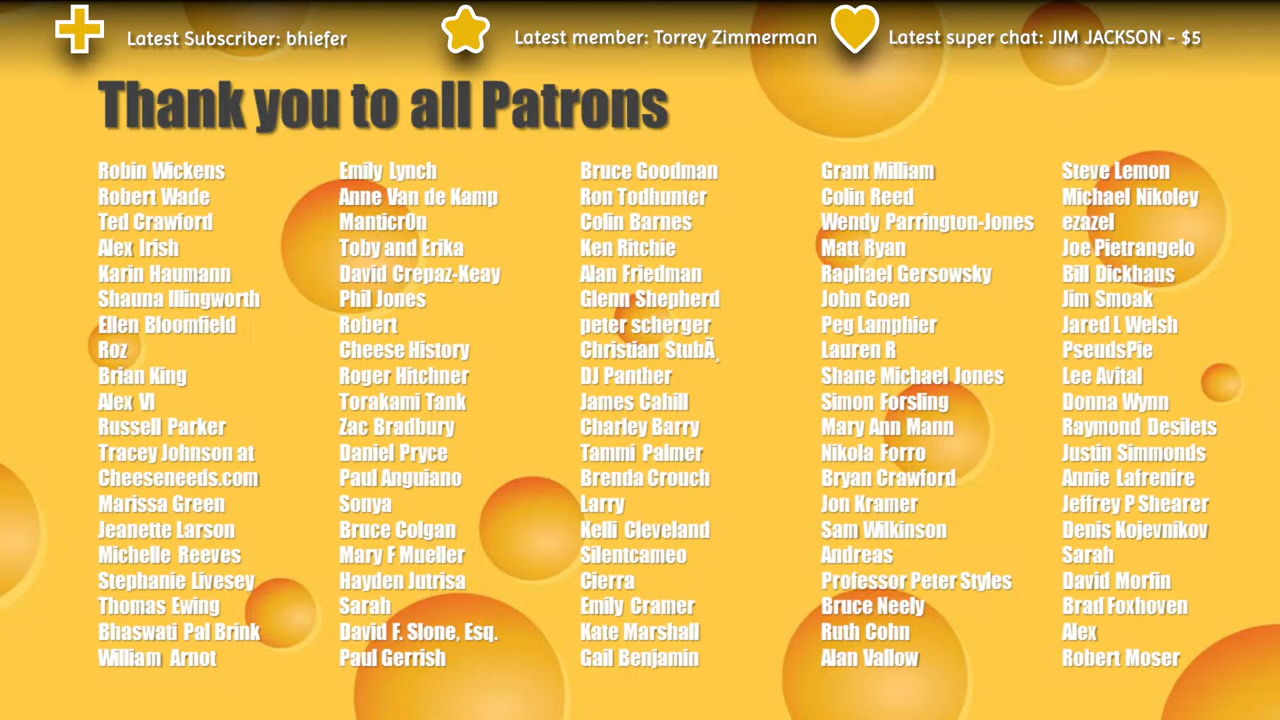 Latest Subscriber: bhiefer
Latest member: Torrey Zimmerman
Latest super chat: JIM JACKSON - $5
Thank you to all Patrons
Robin Wickens
Robert Wade
Ted Crawford
Alex Irish
Karin Haumann
Shauna Illingworth
Ellen Bloomfield
Roz
Brian King
Alex VI
Russell Parker
Tracey Johnson at
Cheeseneeds.com
Marissa Green
Jeanette Larson
Michelle Reeves
Stephanie Livesey
Thomas Ewing
Bhaswati Pal Brink
William Arnot
Emily Lynch
Anne Van de Kamp
Manticr0n
Toby and Erika
David Crepaz-Keay
Phil Jones
Robert
Cheese History
Roger Hitchner
Torakami Tank
Zac Bradbury
Daniel Pryce
Paul Anguiano
Sonya
Bruce Colgan
Mary F Mueller
Hayden Jutrisa
Sarah
David F. Slone, Esq.
Paul Gerrish
Bruce Goodman
Ron Todhunter
Colin Barnes
Ken Ritchie
Alan Friedman
Glenn Shepherd
peter scherger
Christian StubÃ¸
DJ Panther
James Cahill
Charley Barry
Tammi Palmer
Brenda Crouch
Larry
Kelli Cleveland
Silentcameo
Cierra
Emily Cramer
Kate Marshall
Gail Benjamin
Grant Milliam
Colin Reed
Wendy Parrington-Jones
Matt Ryan
Raphael Gersowsky
John Goen
Peg Lamphier
Lauren R
Shane Michael Jones
Simon Forsling
Mary Ann Mann
Nikola Forro
Bryan Crawford
Jon Kramer
Sam Wilkinson
Andreas
Professor Peter Styles
Bruce Neely
Ruth Cohn
Alan Vallow
Steve Lemon
Michael Nikoley
ezazel
Joe Pietrangelo
Bill Dickhaus
Jim Smoak
Jared L Welsh
PseudsPie
Lee Avital
Donna Wynn
Raymond Desilets
Justin Simmonds
Annie Lafrenire
Jeffrey P Shearer
Denis Kojevnikov
Sarah
David Morfin
Brad Foxhoven
Alex
Robert Moser